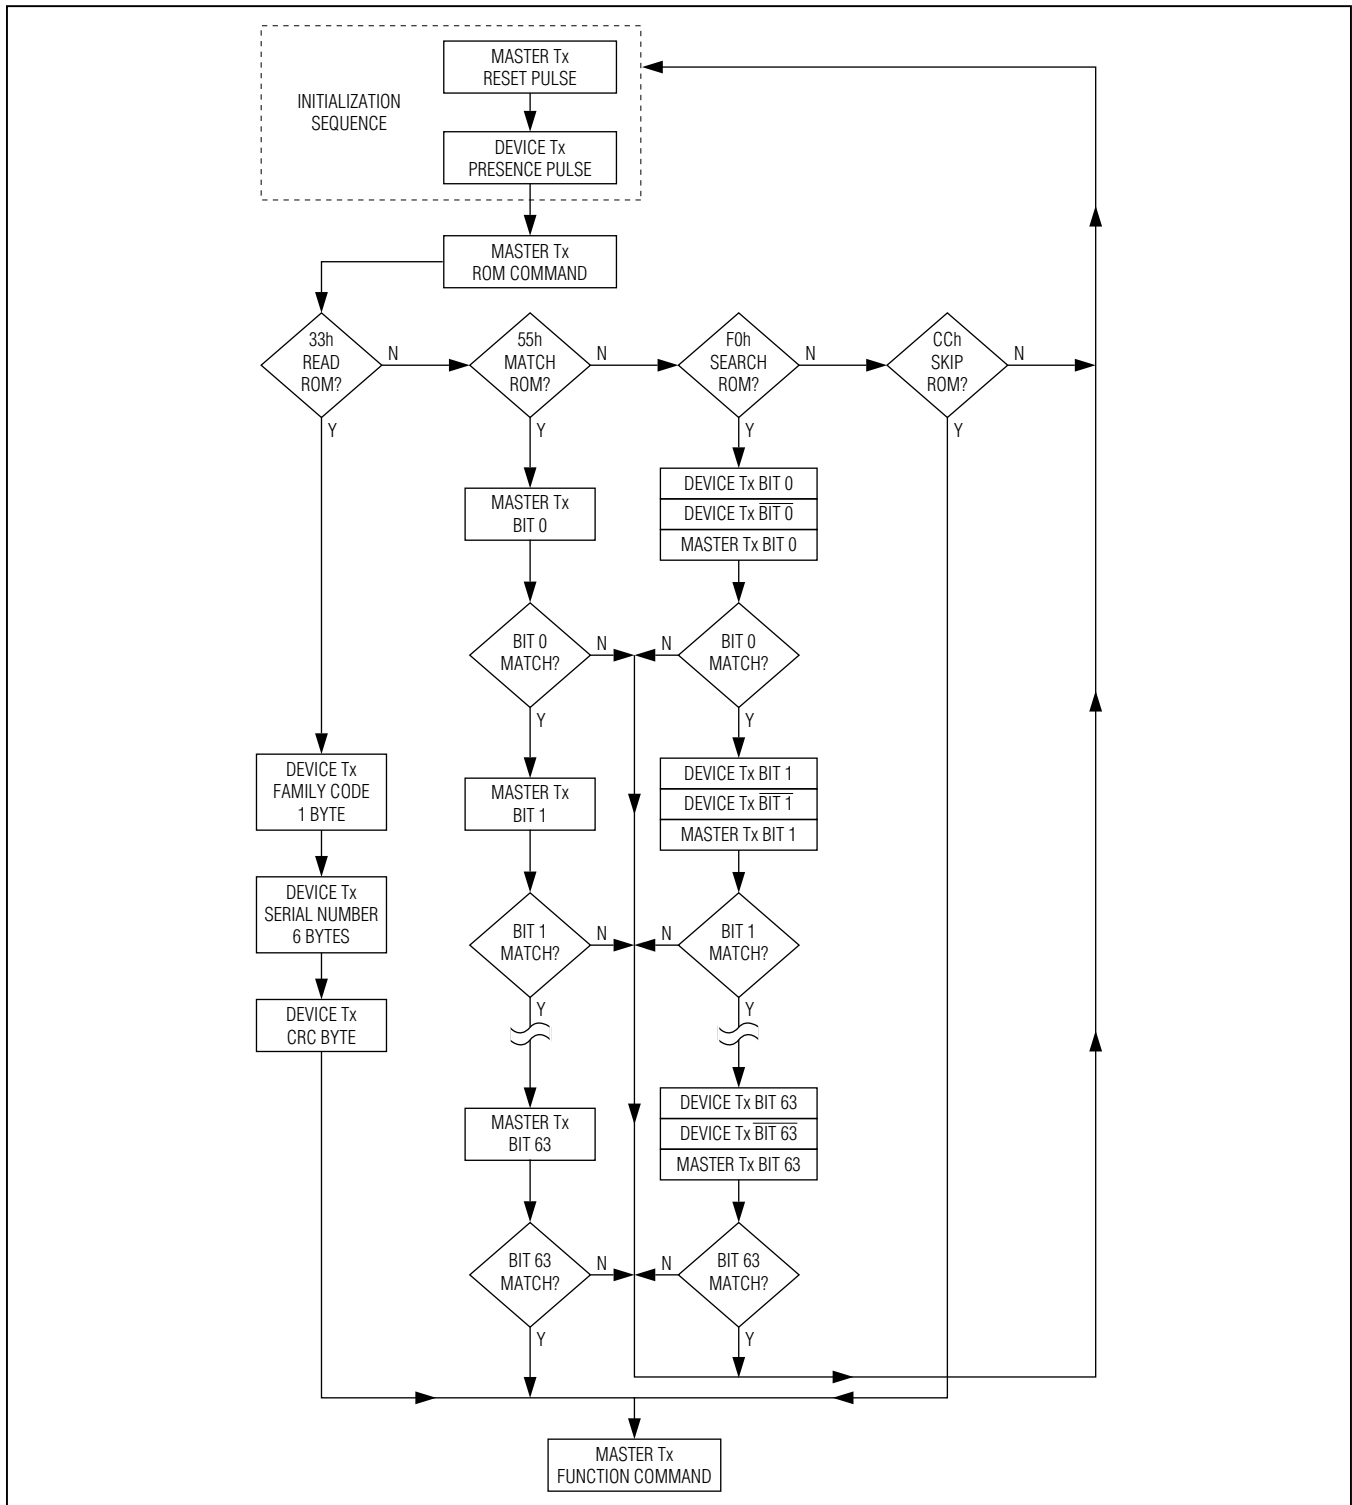 MASTER Tx
RESET PULSE
INITIALIZATION
SEQUENCE
DEVICE Tx
PRESENCE PULSE
MASTER Tx
ROM COMMAND
33h
READ
ROM?
N
Y
55h
MATCH
ROM?
N
Y
F0h
SEARCH
ROM?
N
Y
CCh
SKIP
ROM?
N
Y
MASTER Tx
BIT 0
DEVICE Tx BIT 0
DEVICE Tx B̅I̅T̅ ̅0̅
MASTER Tx BIT 0
BIT 0
MATCH?
N
Y
N
BIT 0
MATCH?
Y
DEVICE Tx
FAMILY CODE
1 BYTE
MASTER Tx
BIT 1
DEVICE Tx BIT 1
DEVICE Tx B̅I̅T̅ ̅1̅
MASTER Tx BIT 1
DEVICE Tx
SERIAL NUMBER
6 BYTES
BIT 1
MATCH?
N
Y
N
BIT 1
MATCH?
Y
DEVICE Tx
CRC BYTE
MASTER Tx
BIT 63
DEVICE Tx BIT 63
DEVICE Tx B̅I̅T̅ ̅6̅3̅
MASTER Tx BIT 63
BIT 63
MATCH?
N
Y
N
BIT 63
MATCH?
Y
MASTER Tx
FUNCTION COMMAND